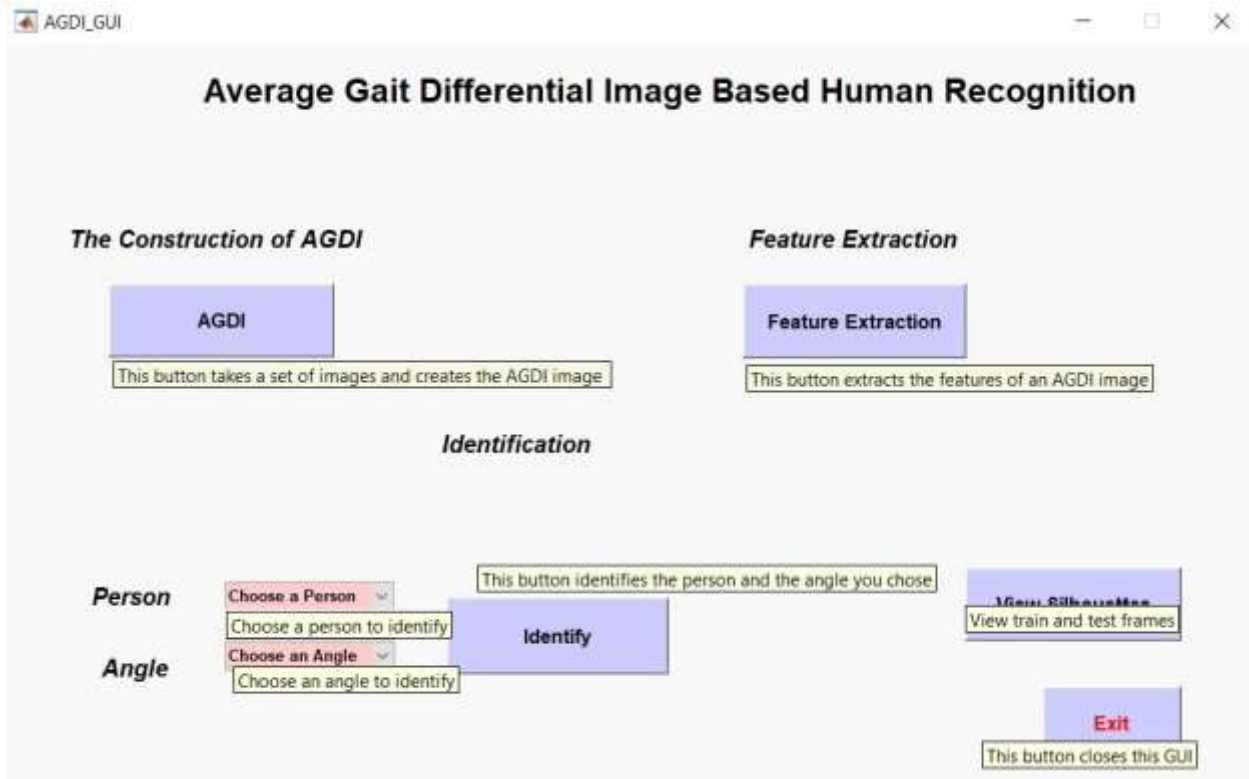 AGDI_GUI
Average Gait Differential Image Based Human Recognition
The Construction of AGDI
Feature Extraction
AGDI
Feature Extraction
This button takes a set of images and creates the AGDI image
This button extracts the features of an AGDI image
Identification
This button identifies the person and the angle you chose
Person
Choose a Person
View Silhouettes
Choose a person to identify
Identify
View train and test frames
Angle
Choose an Angle
Choose an angle to identify
Exit
This button closes this GUI